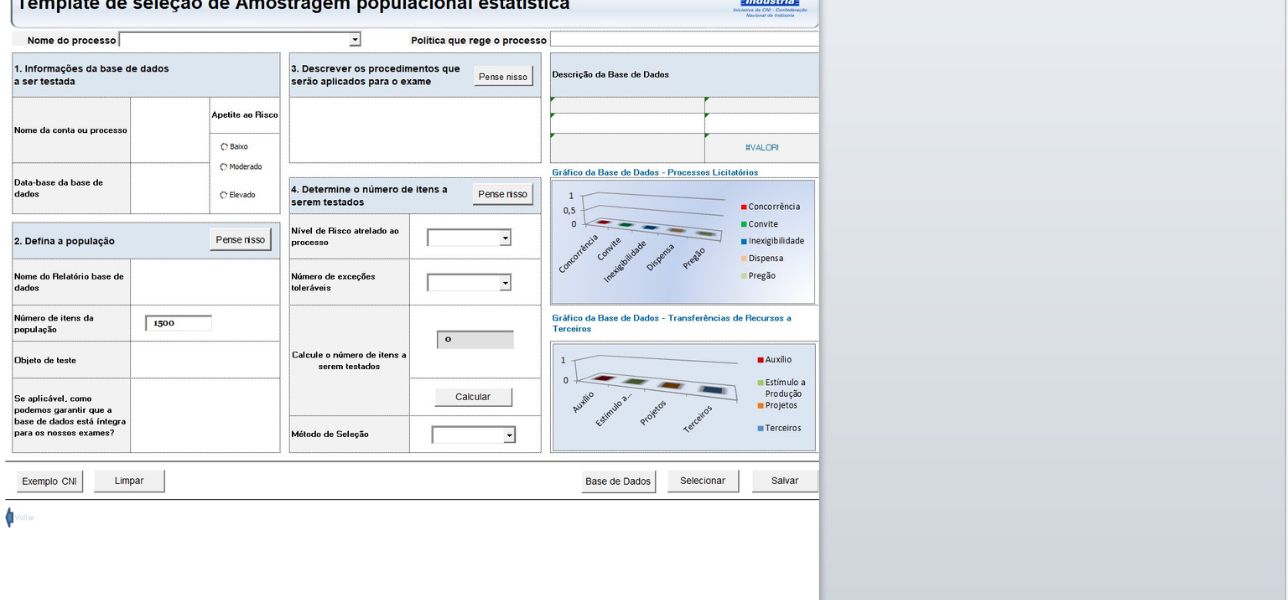 Template de seleção de Amostragem populacional estatística
Indústria
Iniciativa da CNI - Confederação
Nacional da Indústria
Nome do processo
Política que rege o processo
1. Informações da base de dados
a ser testada
Nome da conta ou processo
Apetite ao Risco
Baixo
Moderado
Elevado
Data-base da base de
dados
2. Defina a população
Pense nisso
Nome do Relatório base de
dados
Número de itens da
população
1500
Objeto de teste
Se aplicável, como
podemos garantir que a
base de dados está íntegra
para os nossos exames?
3. Descrever os procedimentos que
serão aplicados para o exame
Pense nisso
4. Determine o número de itens a
serem testados
Pense nisso
Nível de Risco atrelado ao
processo
Número de exceções
toleráveis
Calcule o número de itens a
serem testados
0
Calcular
Método de Seleção
Descrição da Base de Dados
#VALOR!
Gráfico da Base de Dados - Processos Licitatórios
1
0,5
0
Concorrência
Convite
Inexigibilidade
Dispensa
Pregão
Concorrência
Convite
Inexigibilidade
Dispensa
Pregão
Gráfico da Base de Dados - Transferências de Recursos a
Terceiros
1
0
Auxílio
Estímulo a...
Projetos
Terceiros
Auxílio
Estímulo a
Produção
Projetos
Terceiros
Exemplo CNI
Limpar
Base de Dados
Selecionar
Salvar
Voltar